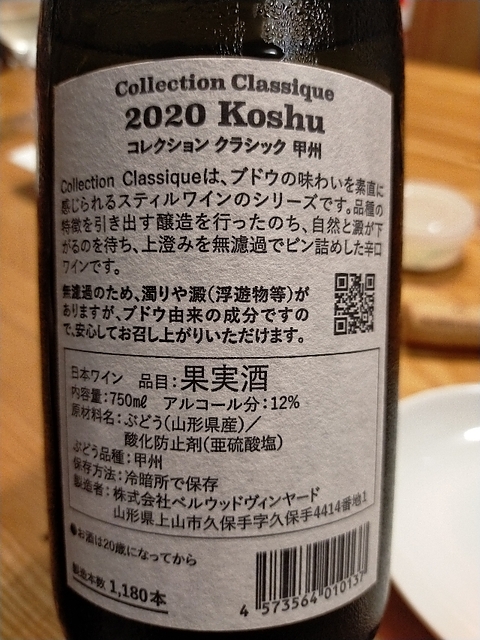 Collection Classique
2020 Koshu
コレクション クラシック 甲州
Collection Classiqueは、ブドウの味わいを素直に
感じられるスティルワインのシリーズです。品種の
特徴を引き出す醸造を行ったのち、自然と澱が下
がるのを待ち、上澄みを無濾過でビン詰めした辛口
ワインです。
無濾過のため、濁りや澱(浮遊物等)が
ありますが、ブドウ由来の成分ですの
で、安心してお召し上がりいただけます。
日本ワイン 品目:果実酒
内容量:750mℓ アルコール分:12%
原材料名:ぶどう(山形県産)/
酸化防止剤(亜硫酸塩)
ぶどう品種:甲州
保存方法:冷暗所で保存
製造者:株式会社ベルウッドヴィンヤード
山形県上山市久保手字久保手4414番地1
●お酒は20歳になってから
製造本数 1,180本
4 573564 010137